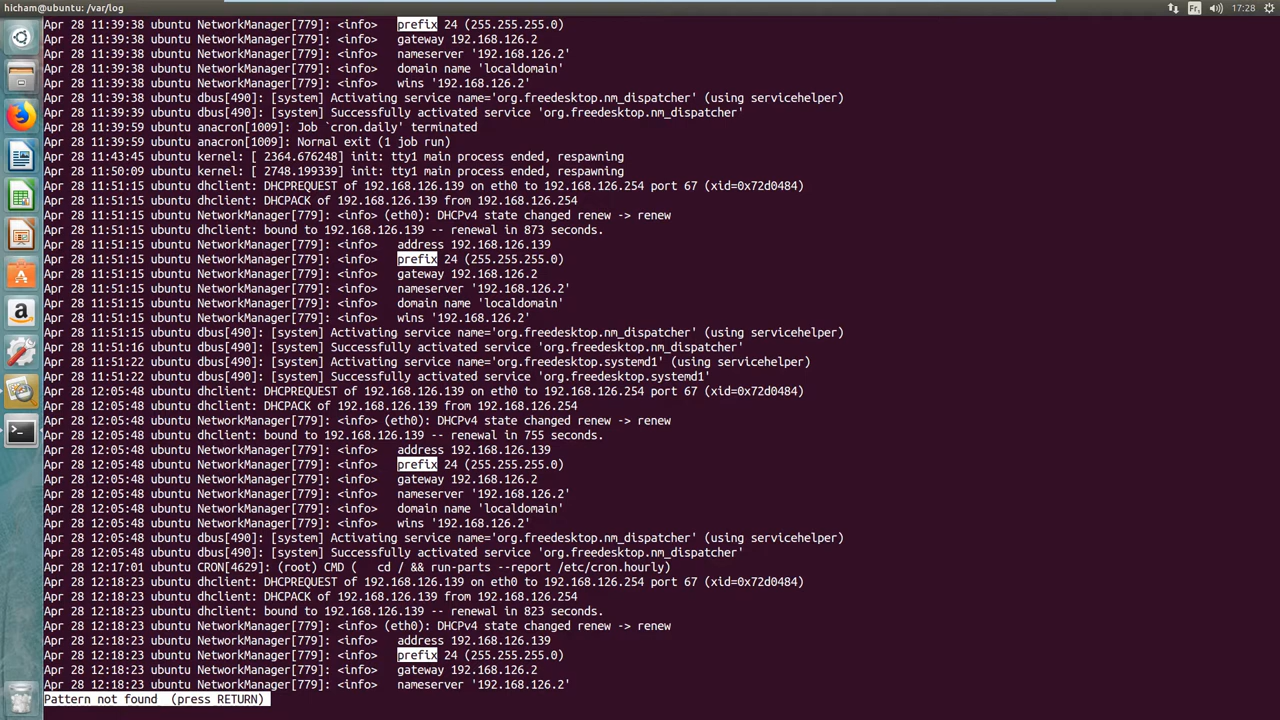 hicham@ubuntu: /var/log
Fr
17:28
Apr 28 11:39:38 ubuntu NetworkManager[779]: <info>   prefix 24 (255.255.255.0)
Apr 28 11:39:38 ubuntu NetworkManager[779]: <info>   gateway 192.168.126.2
Apr 28 11:39:38 ubuntu NetworkManager[779]: <info>   nameserver '192.168.126.2'
Apr 28 11:39:38 ubuntu NetworkManager[779]: <info>   domain name 'localdomain'
Apr 28 11:39:38 ubuntu NetworkManager[779]: <info>   wins '192.168.126.2'
Apr 28 11:39:38 ubuntu dbus[490]: [system] Activating service name='org.freedesktop.nm_dispatcher' (using servicehelper)
Apr 28 11:39:39 ubuntu dbus[490]: [system] Successfully activated service 'org.freedesktop.nm_dispatcher'
Apr 28 11:39:59 ubuntu anacron[1009]: Job `cron.daily' terminated
Apr 28 11:39:59 ubuntu anacron[1009]: Normal exit (1 job run)
Apr 28 11:43:45 ubuntu kernel: [ 2364.676248] init: tty1 main process ended, respawning
Apr 28 11:50:09 ubuntu kernel: [ 2748.199339] init: tty1 main process ended, respawning
Apr 28 11:51:15 ubuntu dhclient: DHCPREQUEST of 192.168.126.139 on eth0 to 192.168.126.254 port 67 (xid=0x72d0484)
Apr 28 11:51:15 ubuntu dhclient: DHCPACK of 192.168.126.139 from 192.168.126.254
Apr 28 11:51:15 ubuntu NetworkManager[779]: <info> (eth0): DHCPv4 state changed renew -> renew
Apr 28 11:51:15 ubuntu dhclient: bound to 192.168.126.139 -- renewal in 873 seconds.
Apr 28 11:51:15 ubuntu NetworkManager[779]: <info>   address 192.168.126.139
Apr 28 11:51:15 ubuntu NetworkManager[779]: <info>   prefix 24 (255.255.255.0)
Apr 28 11:51:15 ubuntu NetworkManager[779]: <info>   gateway 192.168.126.2
Apr 28 11:51:15 ubuntu NetworkManager[779]: <info>   nameserver '192.168.126.2'
Apr 28 11:51:15 ubuntu NetworkManager[779]: <info>   domain name 'localdomain'
Apr 28 11:51:15 ubuntu NetworkManager[779]: <info>   wins '192.168.126.2'
Apr 28 11:51:15 ubuntu dbus[490]: [system] Activating service name='org.freedesktop.nm_dispatcher' (using servicehelper)
Apr 28 11:51:16 ubuntu dbus[490]: [system] Successfully activated service 'org.freedesktop.nm_dispatcher'
Apr 28 11:51:22 ubuntu dbus[490]: [system] Activating service name='org.freedesktop.systemd1' (using servicehelper)
Apr 28 11:51:22 ubuntu dbus[490]: [system] Successfully activated service 'org.freedesktop.systemd1'
Apr 28 12:05:48 ubuntu dhclient: DHCPREQUEST of 192.168.126.139 on eth0 to 192.168.126.254 port 67 (xid=0x72d0484)
Apr 28 12:05:48 ubuntu dhclient: DHCPACK of 192.168.126.139 from 192.168.126.254
Apr 28 12:05:48 ubuntu NetworkManager[779]: <info> (eth0): DHCPv4 state changed renew -> renew
Apr 28 12:05:48 ubuntu dhclient: bound to 192.168.126.139 -- renewal in 755 seconds.
Apr 28 12:05:48 ubuntu NetworkManager[779]: <info>   address 192.168.126.139
Apr 28 12:05:48 ubuntu NetworkManager[779]: <info>   prefix 24 (255.255.255.0)
Apr 28 12:05:48 ubuntu NetworkManager[779]: <info>   gateway 192.168.126.2
Apr 28 12:05:48 ubuntu NetworkManager[779]: <info>   nameserver '192.168.126.2'
Apr 28 12:05:48 ubuntu NetworkManager[779]: <info>   domain name 'localdomain'
Apr 28 12:05:48 ubuntu NetworkManager[779]: <info>   wins '192.168.126.2'
Apr 28 12:05:48 ubuntu dbus[490]: [system] Activating service name='org.freedesktop.nm_dispatcher' (using servicehelper)
Apr 28 12:05:48 ubuntu dbus[490]: [system] Successfully activated service 'org.freedesktop.nm_dispatcher'
Apr 28 12:17:01 ubuntu CRON[4629]: (root) CMD (   cd / && run-parts --report /etc/cron.hourly)
Apr 28 12:18:23 ubuntu dhclient: DHCPREQUEST of 192.168.126.139 on eth0 to 192.168.126.254 port 67 (xid=0x72d0484)
Apr 28 12:18:23 ubuntu dhclient: DHCPACK of 192.168.126.139 from 192.168.126.254
Apr 28 12:18:23 ubuntu dhclient: bound to 192.168.126.139 -- renewal in 823 seconds.
Apr 28 12:18:23 ubuntu NetworkManager[779]: <info> (eth0): DHCPv4 state changed renew -> renew
Apr 28 12:18:23 ubuntu NetworkManager[779]: <info>   address 192.168.126.139
Apr 28 12:18:23 ubuntu NetworkManager[779]: <info>   prefix 24 (255.255.255.0)
Apr 28 12:18:23 ubuntu NetworkManager[779]: <info>   gateway 192.168.126.2
Apr 28 12:18:23 ubuntu NetworkManager[779]: <info>   nameserver '192.168.126.2'
Pattern not found  (press RETURN)